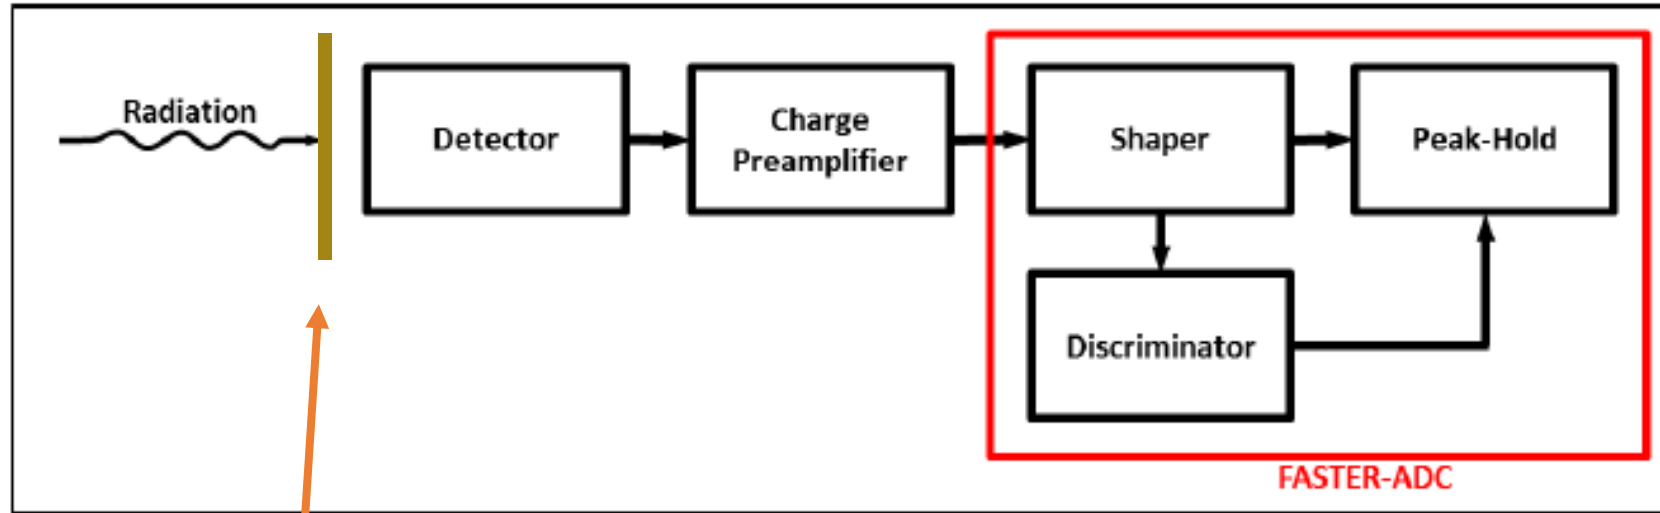 Radiation
Detector
Charge
Preamplifier
Shaper
Peak-Hold
Discriminator
FASTER-ADC